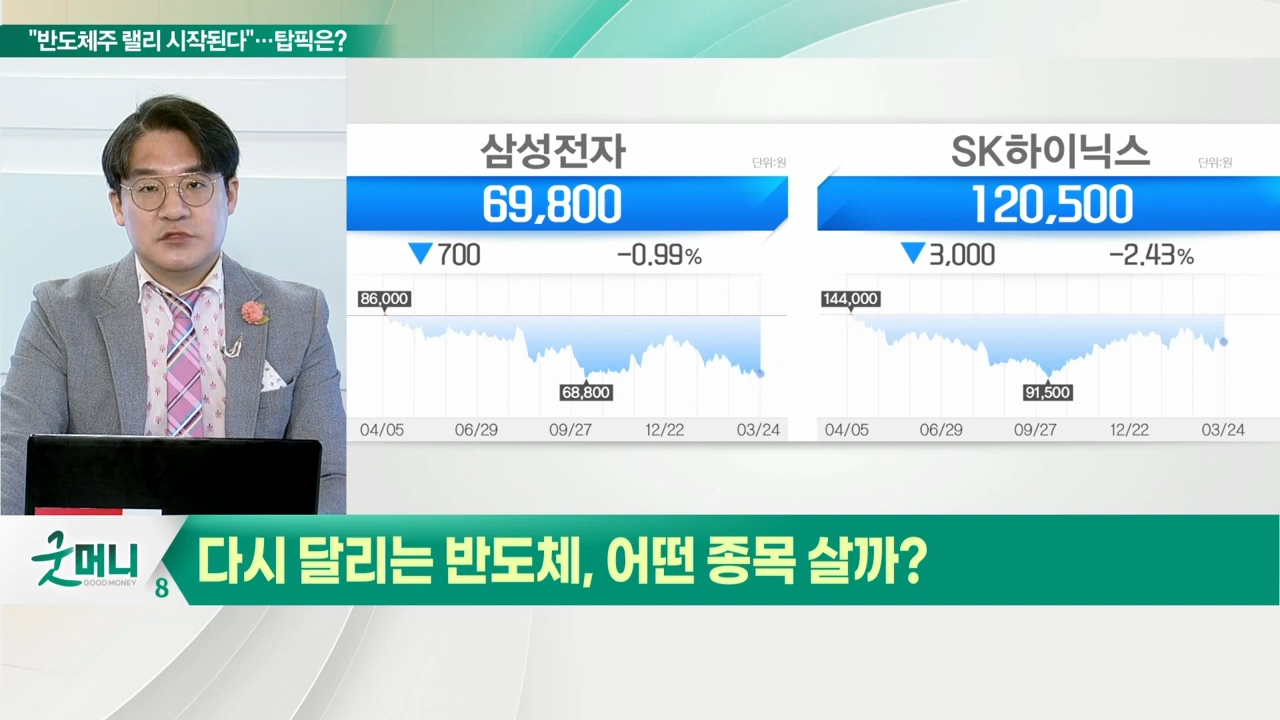 "반도체주 랠리 시작된다"…탑픽은?
삼성전자
단위:원
69,800
▼700 -0.99%
86,000
68,800
04/05 06/29 09/27 12/22 03/24
SK하이닉스
단위:원
120,500
▼3,000 -2.43%
144,000
91,500
04/05 06/29 09/27 12/22 03/24
굿머니
GOOD MONEY
8
다시 달리는 반도체, 어떤 종목 살까?